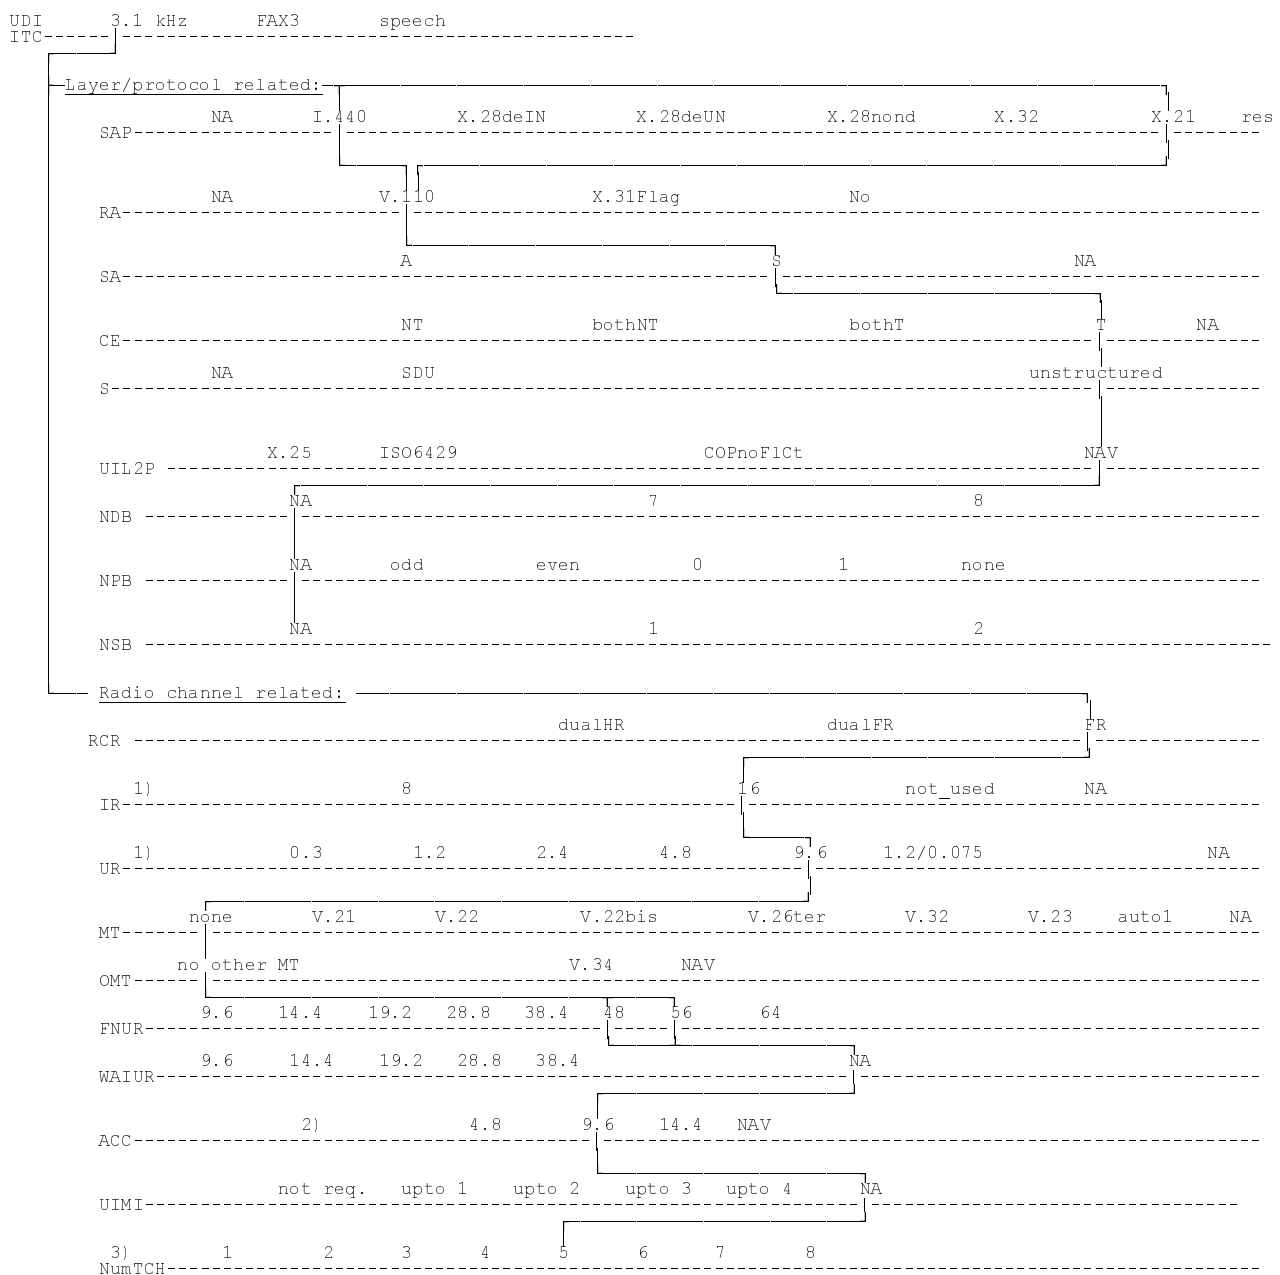 UDI 3.1 kHz FAX3 speech
ITC
Layer/protocol related:
NA I.440 X.28deIN X.28deUN X.28nond X.32 X.21 res
SAP
NA V.110 X.31Flag No
RA
A S NA
SA
NT bothNT bothT T NA
CE
NA SDU unstructured
S
X.25 ISO6429 COPnoFlCt NAV
UIL2P
NA 7 8
NDB
NA odd even 0 1 none
NPB
NA 1 2
NSB
Radio channel related:
dualHR dualFR FR
RCR
1) 8 16 not_used NA
IR
1) 0.3 1.2 2.4 4.8 9.6 1.2/0.075 NA
UR
none V.21 V.22 V.22bis V.26ter V.32 V.23 auto1 NA
MT
no other MT V.34 NAV
OMT
9.6 14.4 19.2 28.8 38.4 48 56 64
FNUR
9.6 14.4 19.2 28.8 38.4 NA
WAIUR
2) 4.8 9.6 14.4 NAV
ACC
not req. upto 1 upto 2 upto 3 upto 4 NA
UIMI
3) 1 2 3 4 5 6 7 8
NumTCH